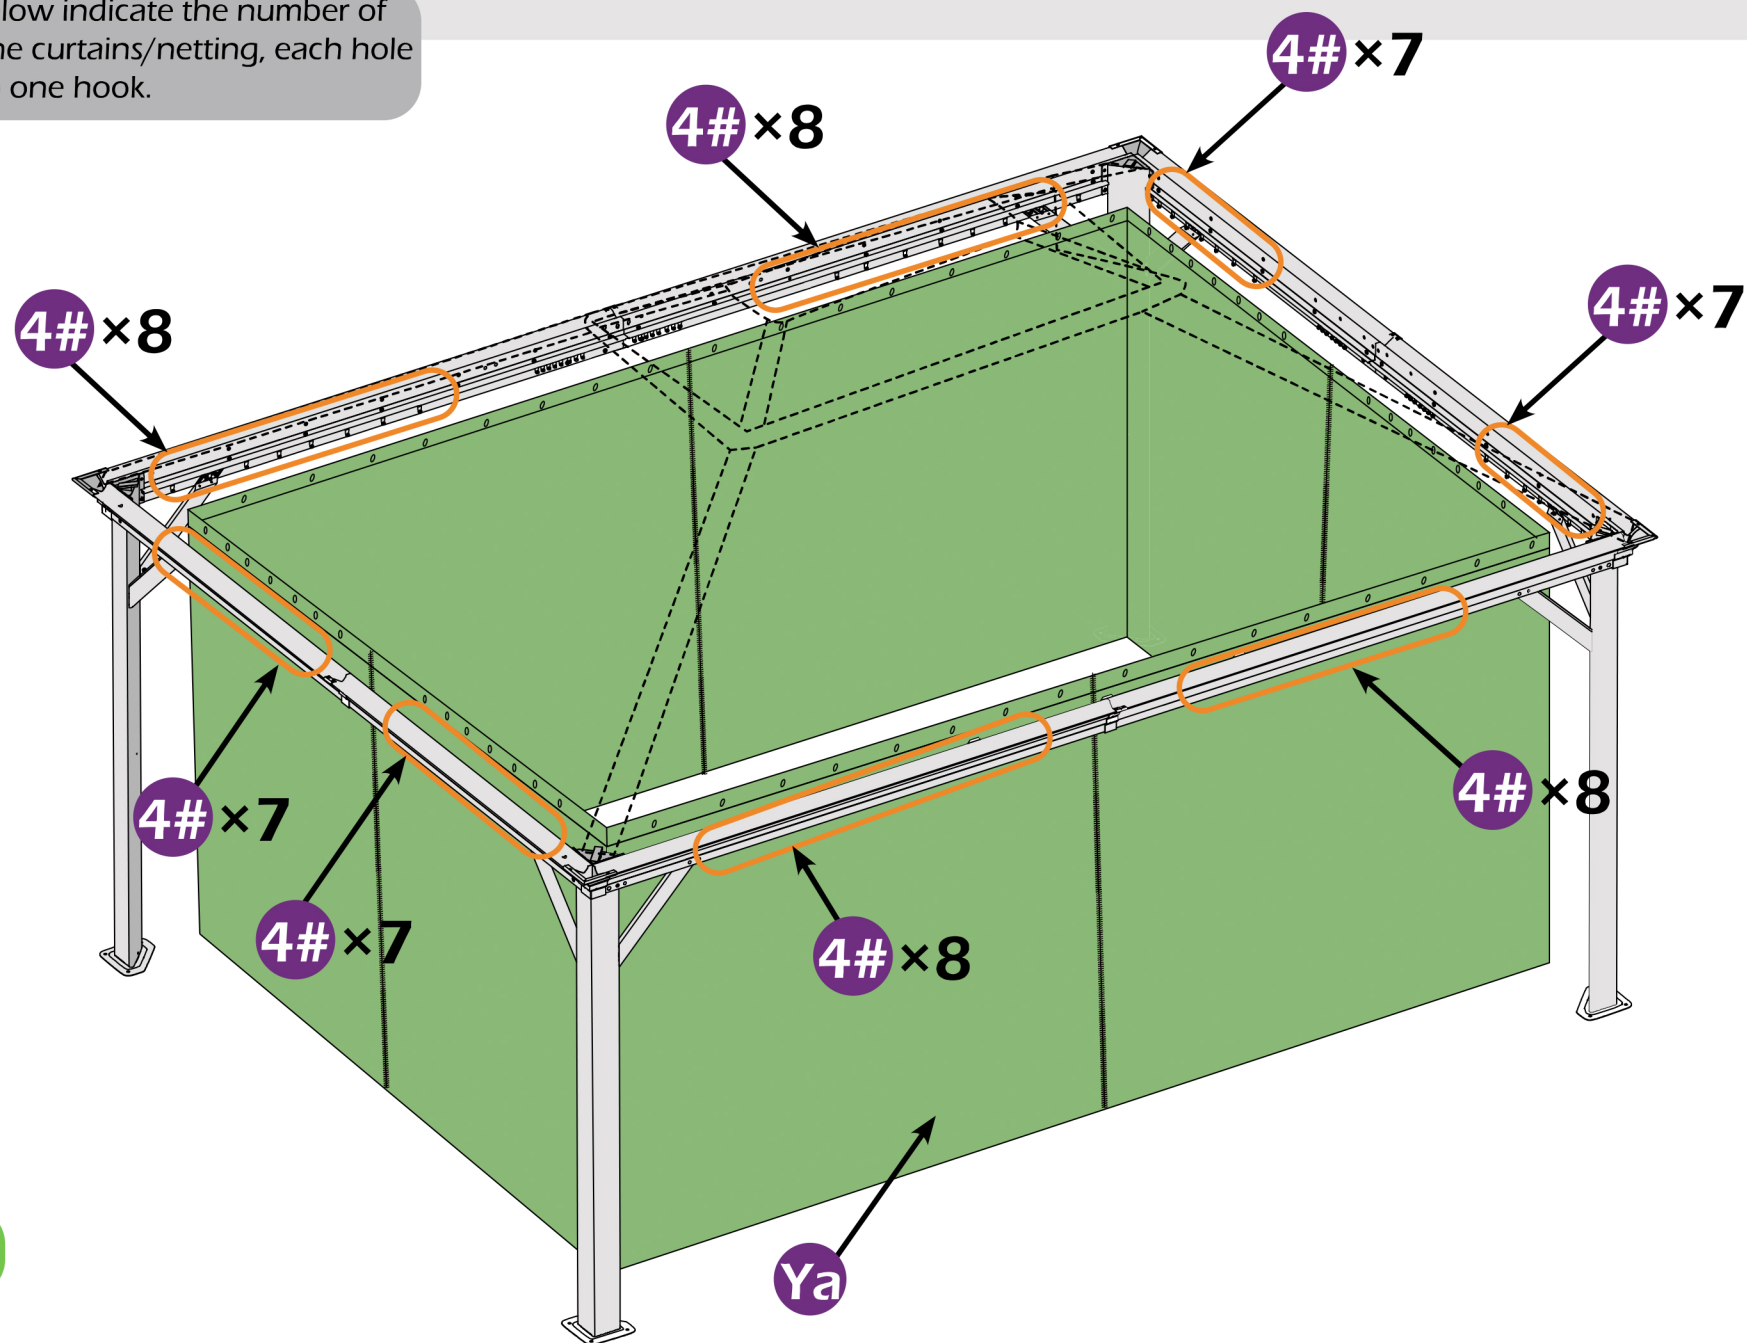 low indicate the number of
he curtains/netting, each hole
one hook.
4# ×7
4# ×8
4# ×7
4# ×8
4# ×7
4# ×8
4# ×7
4# ×8
Ya